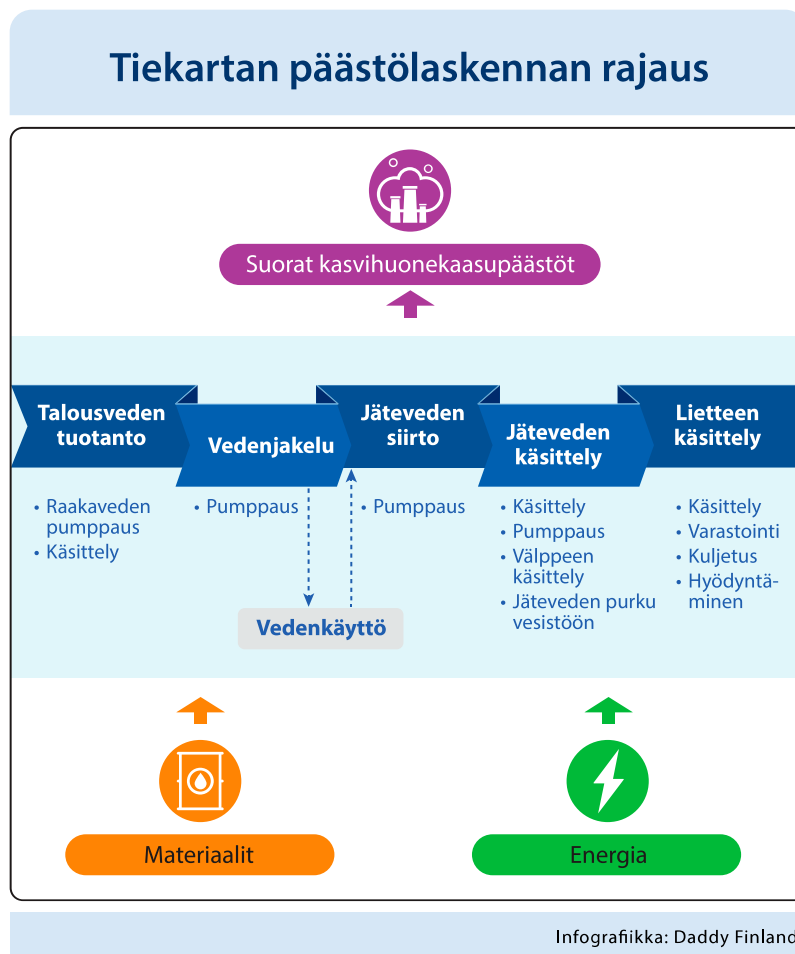 Tiekartan päästölaskennan rajaus
Suorat kasvihuonekaasupäästöt
Talousveden
tuotanto
• Raakaveden
pumppaus
• Käsittely
Vedenjakelu
• Pumppaus
Jäteveden
siirto
• Pumppaus
Jäteveden
käsittely
• Käsittely
• Pumppaus
• Välppeen
käsittely
• Jäteveden purku
vesistöön
Lietteen
käsittely
• Käsittely
• Varastointi
• Kuljetus
• Hyödyntä-
minen
Vedenkäyttö
Materiaalit
Energia
Infografiikka: Daddy Finland